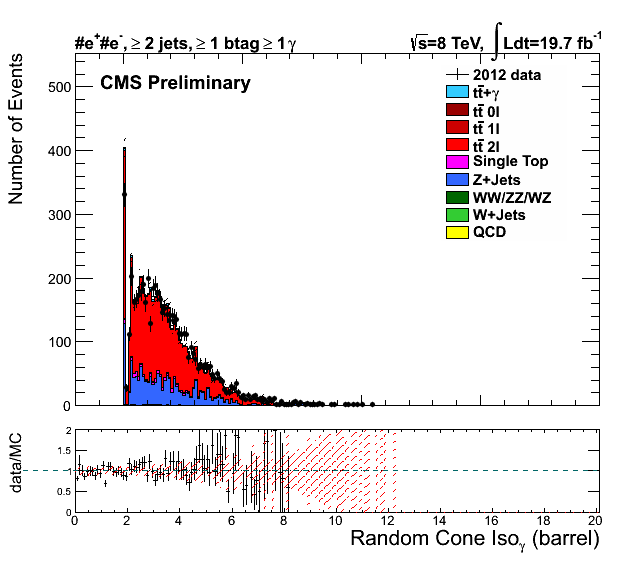 #e⁺#e⁻, ≥ 2 jets, ≥ 1 btag ≥ 1 γ
√s=8 TeV, ∫ Ldt=19.7 fb⁻¹
CMS Preliminary
2012 data
tt̄+γ
tt̄ 0l
tt̄ 1l
tt̄ 2l
Single Top
Z+Jets
WW/ZZ/WZ
W+Jets
QCD
Number of Events
500
400
300
200
100
0
data/MC
2
1.5
1
0.5
0
0 2 4 6 8 10 12 14 16 18 20
Random Cone Iso_γ (barrel)